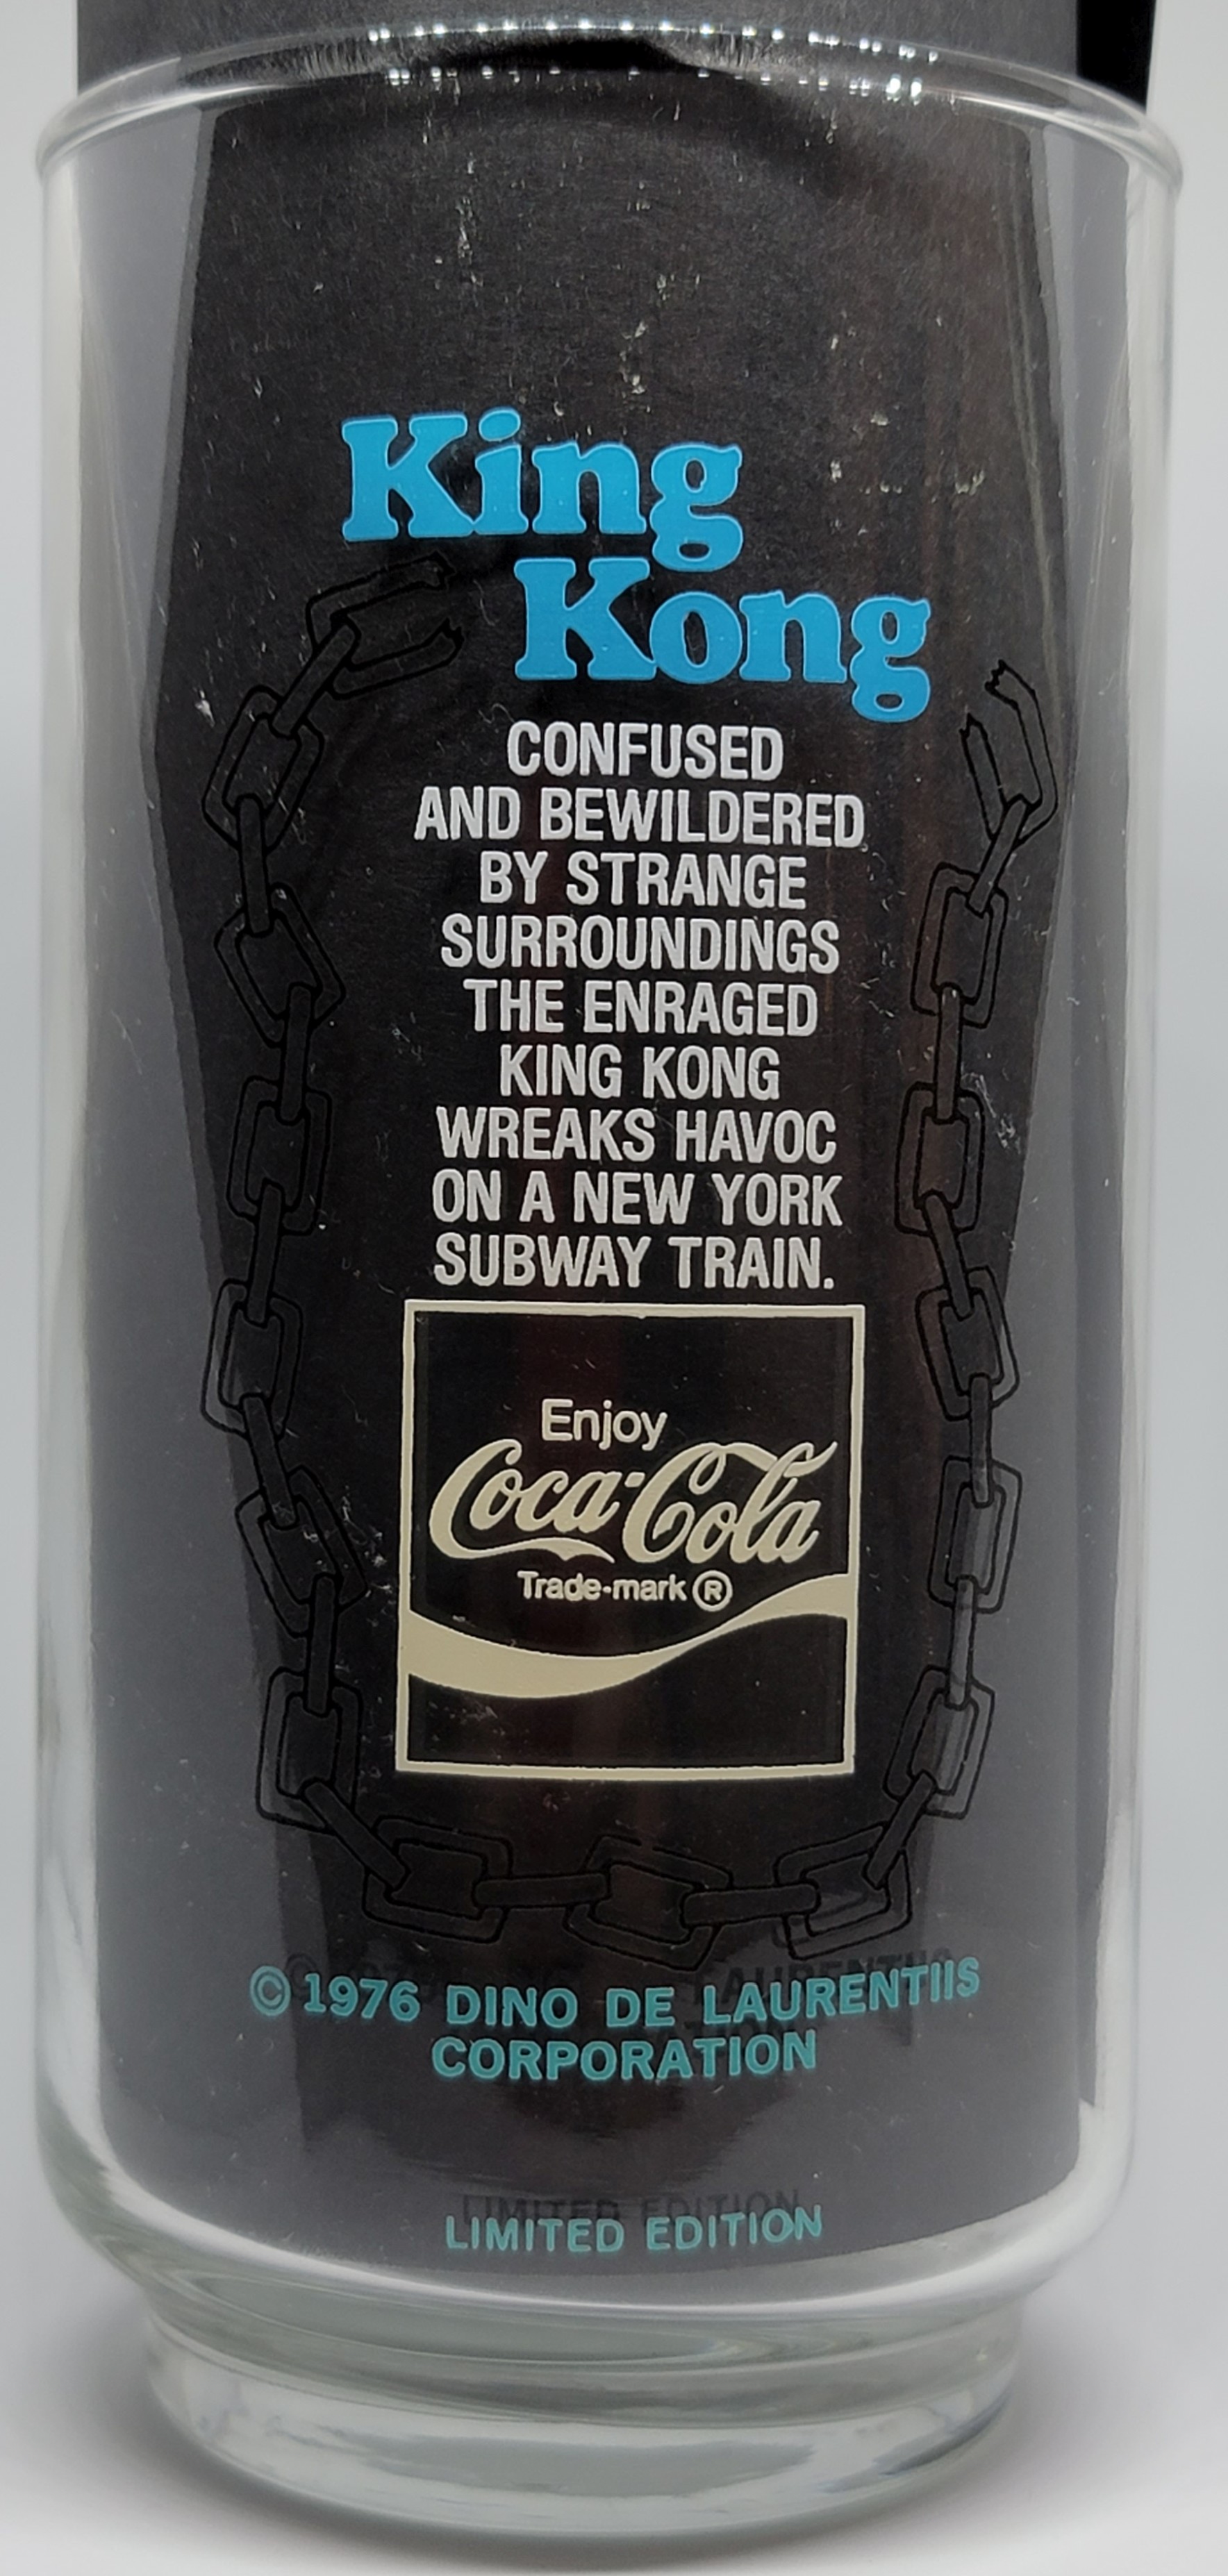 King
Kong
CONFUSED
AND BEWILDERED
BY STRANGE
SURROUNDINGS
THE ENRAGED
KING KONG
WREAKS HAVOC
ON A NEW YORK
SUBWAY TRAIN.
Enjoy
Coca-Cola
Trade-mark ®
© 1976 DINO DE LAURENTIIS
CORPORATION
LIMITED EDITION